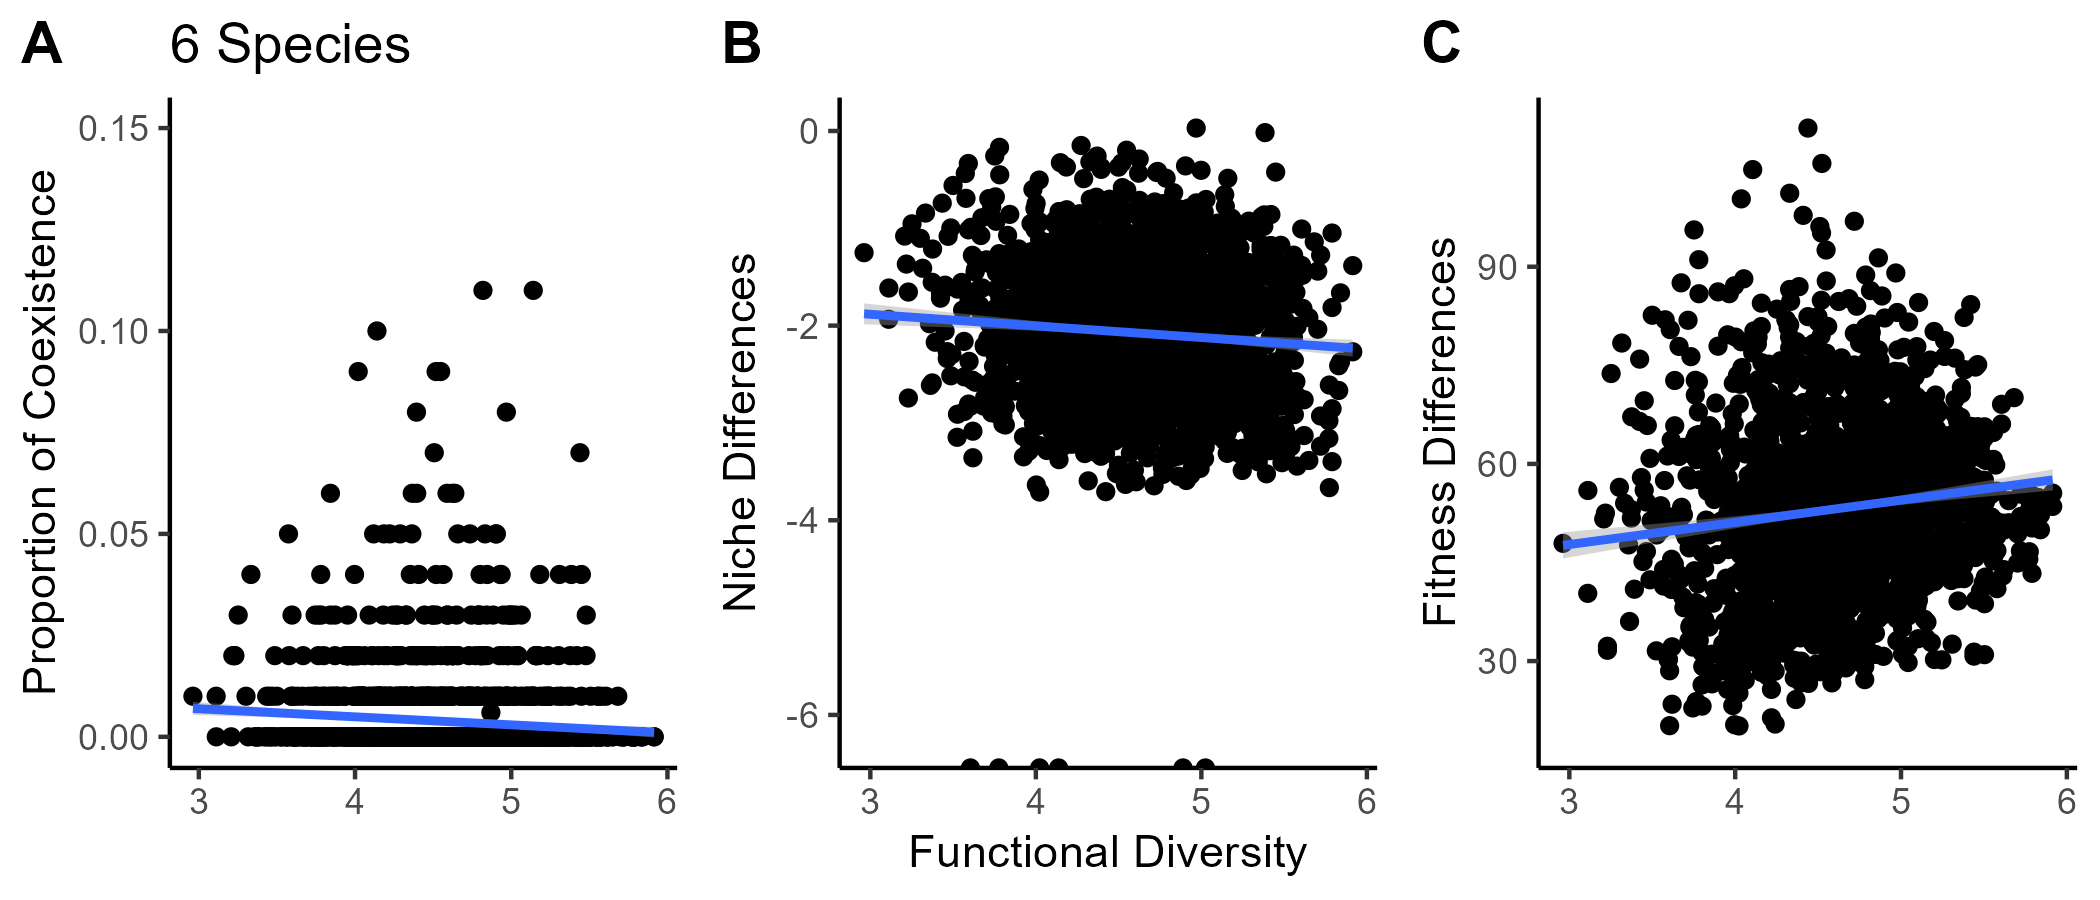 A
6 Species
B
C
Proportion of Coexistence
0.15
0.10
0.05
0.00
3 4 5 6
Niche Differences
0
-2
-4
-6
3 4 5 6
Functional Diversity
Fitness Differences
90
60
30
3 4 5 6